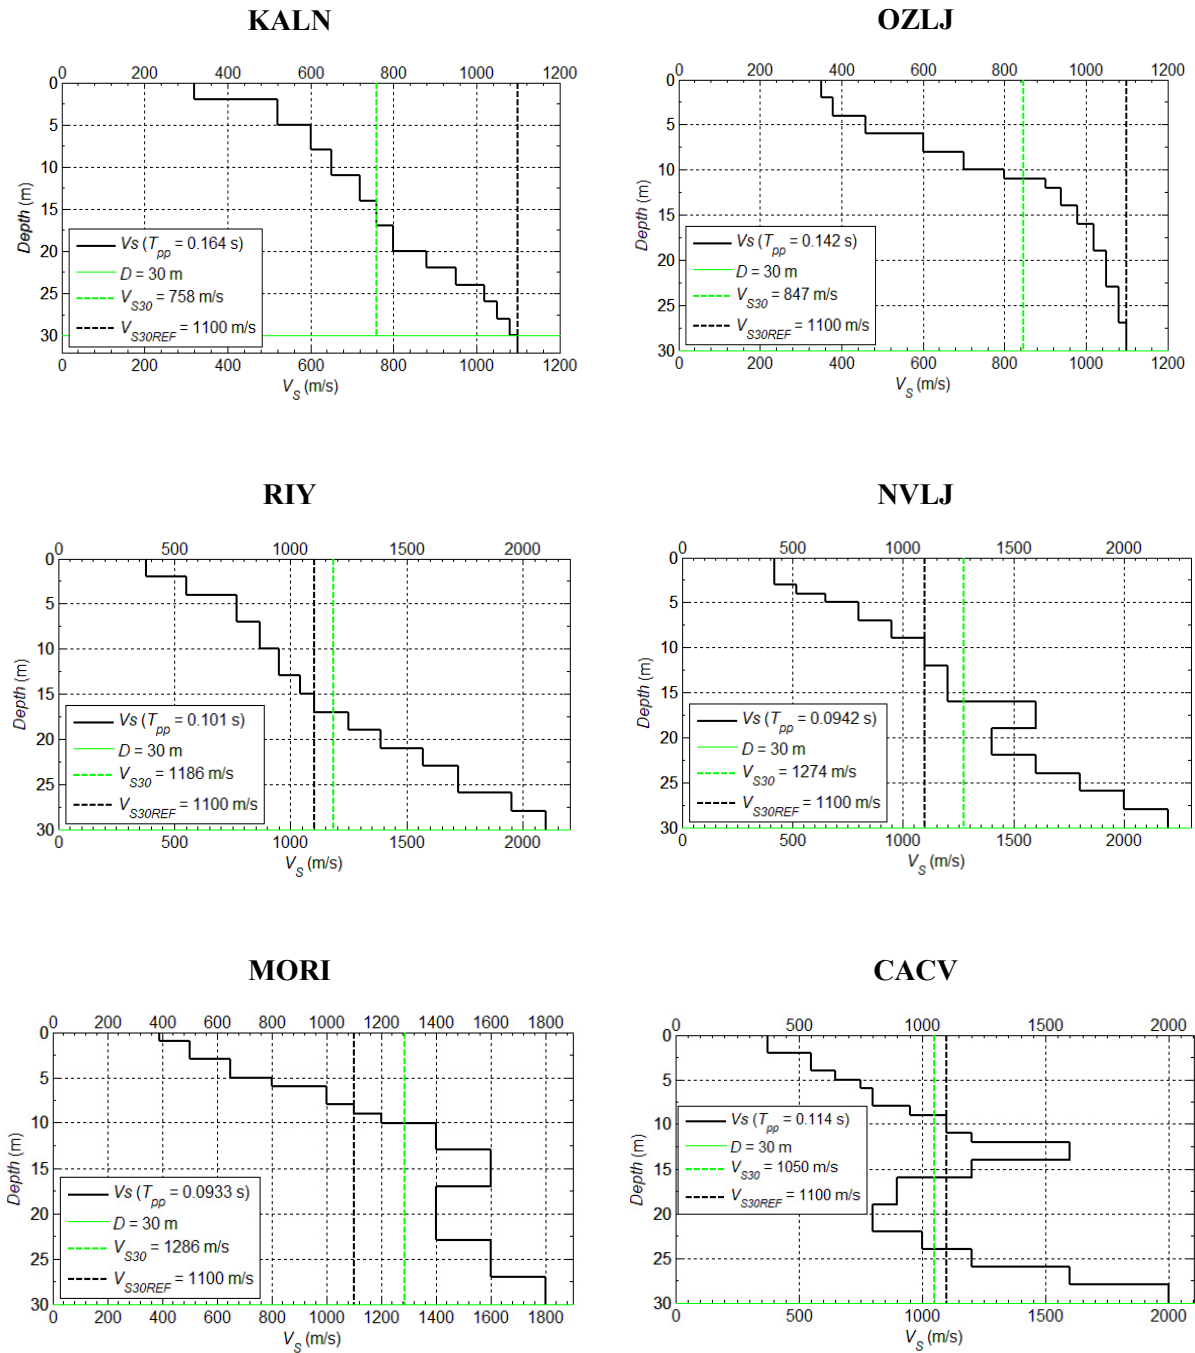 KALN
0 200 400 600 800 1000 1200
0
5
10
15
20
25
30
Depth (m)
Vs (Tpp = 0.164 s)
D = 30 m
VS30 = 758 m/s
VS30REF = 1100 m/s
0 200 400 600 800 1000 1200
VS (m/s)
OZLJ
0 200 400 600 800 1000 1200
0
5
10
15
20
25
30
Depth (m)
Vs (Tpp = 0.142 s)
D = 30 m
VS30 = 847 m/s
VS30REF = 1100 m/s
0 200 400 600 800 1000 1200
VS (m/s)
RIY
0 500 1000 1500 2000
0
5
10
15
20
25
30
Depth (m)
Vs (Tpp = 0.101 s)
D = 30 m
VS30 = 1186 m/s
VS30REF = 1100 m/s
500 1000 1500 2000
VS (m/s)
NVLJ
0 500 1000 1500 2000
0
5
10
15
20
25
30
Depth (m)
Vs (Tpp = 0.0942 s)
D = 30 m
VS30 = 1274 m/s
VS30REF = 1100 m/s
0 500 1000 1500 2000
VS (m/s)
MORI
0 200 400 600 800 1000 1200 1400 1600 1800
0
5
10
15
20
25
30
Depth (m)
Vs (Tpp = 0.0933 s)
D = 30 m
VS30 = 1286 m/s
VS30REF = 1100 m/s
0 200 400 600 800 1000 1200 1400 1600 1800
VS (m/s)
CACV
0 500 1000 1500 2000
0
5
10
15
20
25
30
Depth (m)
Vs (Tpp = 0.114 s)
D = 30 m
VS30 = 1050 m/s
VS30REF = 1100 m/s
0 500 1000 1500 2000
VS (m/s)